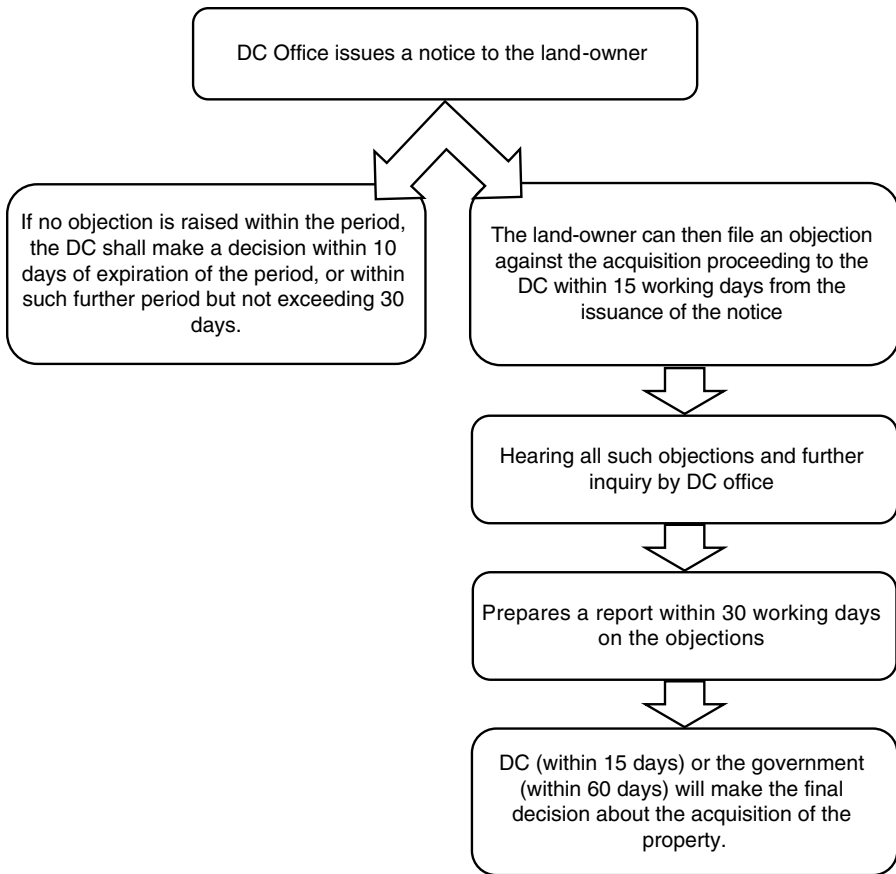 DC Office issues a notice to the land-owner
If no objection is raised within the period,
the DC shall make a decision within 10
days of expiration of the period, or within
such further period but not exceeding 30
days.
The land-owner can then file an objection
against the acquisition proceeding to the
DC within 15 working days from the
issuance of the notice
Hearing all such objections and further
inquiry by DC office
Prepares a report within 30 working days
on the objections
DC (within 15 days) or the government
(within 60 days) will make the final
decision about the acquisition of the
property.